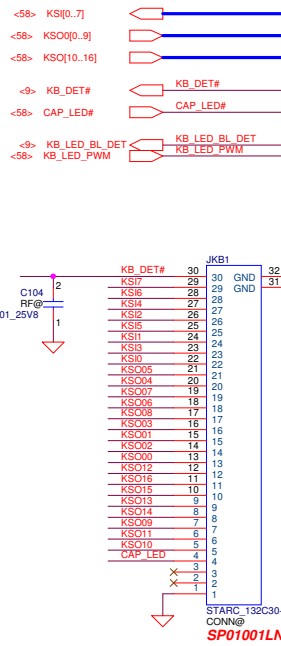 <58> KSI[0..7]
<58> KSO0[0..9]
<58> KSO[10..16]
<9> KB_DET# KB_DET#
<58> CAP_LED# CAP_LED#
<9> KB_LED_BL_DET KB_LED_BL_DET
<58> KB_LED_PWM KB_LED_PWM
JKB1
KB_DET# 30 30 GND 32
KSI7 29 29 GND 31
KSI6 28 28
KSI4 27 27
KSI2 26 26
KSI5 25 25
KSI1 24 24
KSI3 23 23
KSI0 22 22
KSO05 21 21
KSO04 20 20
KSO07 19 19
KSO06 18 18
KSO08 17 17
KSO03 16 16
KSO01 15 15
KSO02 14 14
KSO00 13 13
KSO12 12 12
KSO16 11 11
KSO15 10 10
KSO13 9 9
KSO14 8 8
KSO09 7 7
KSO11 6 6
KSO10 5 5
CAP_LED 4 4
3 3
2 2
1 1
2
C104
RF@
01_25V8
1
STARC_132C30-
CONN@
SP01001LN